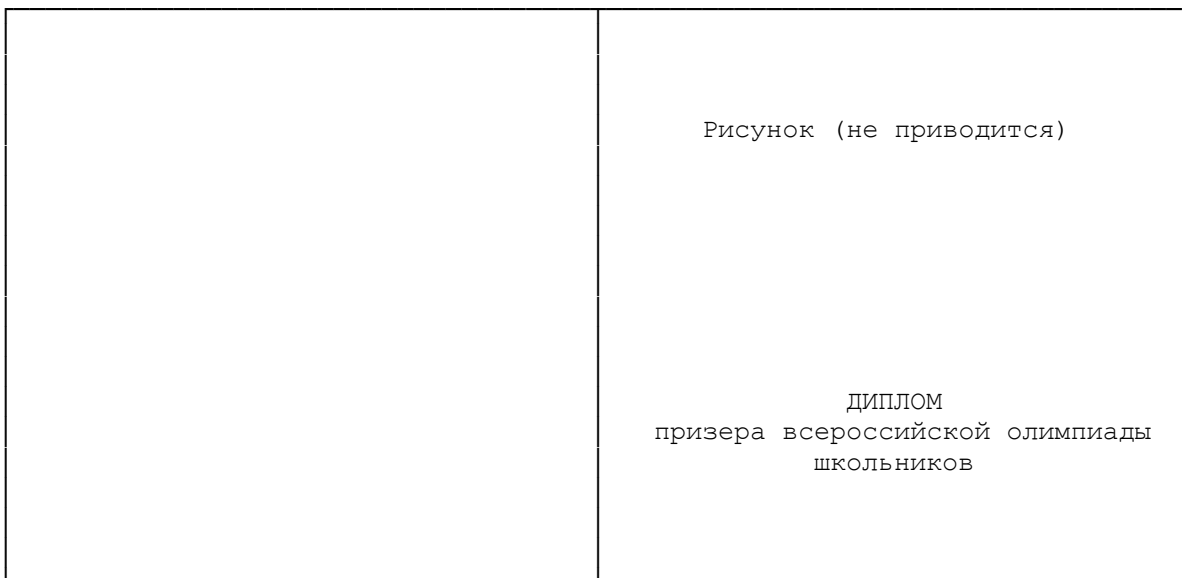 Рисунок (не приводится)
ДИПЛОМ
призера всероссийской олимпиады
школьников